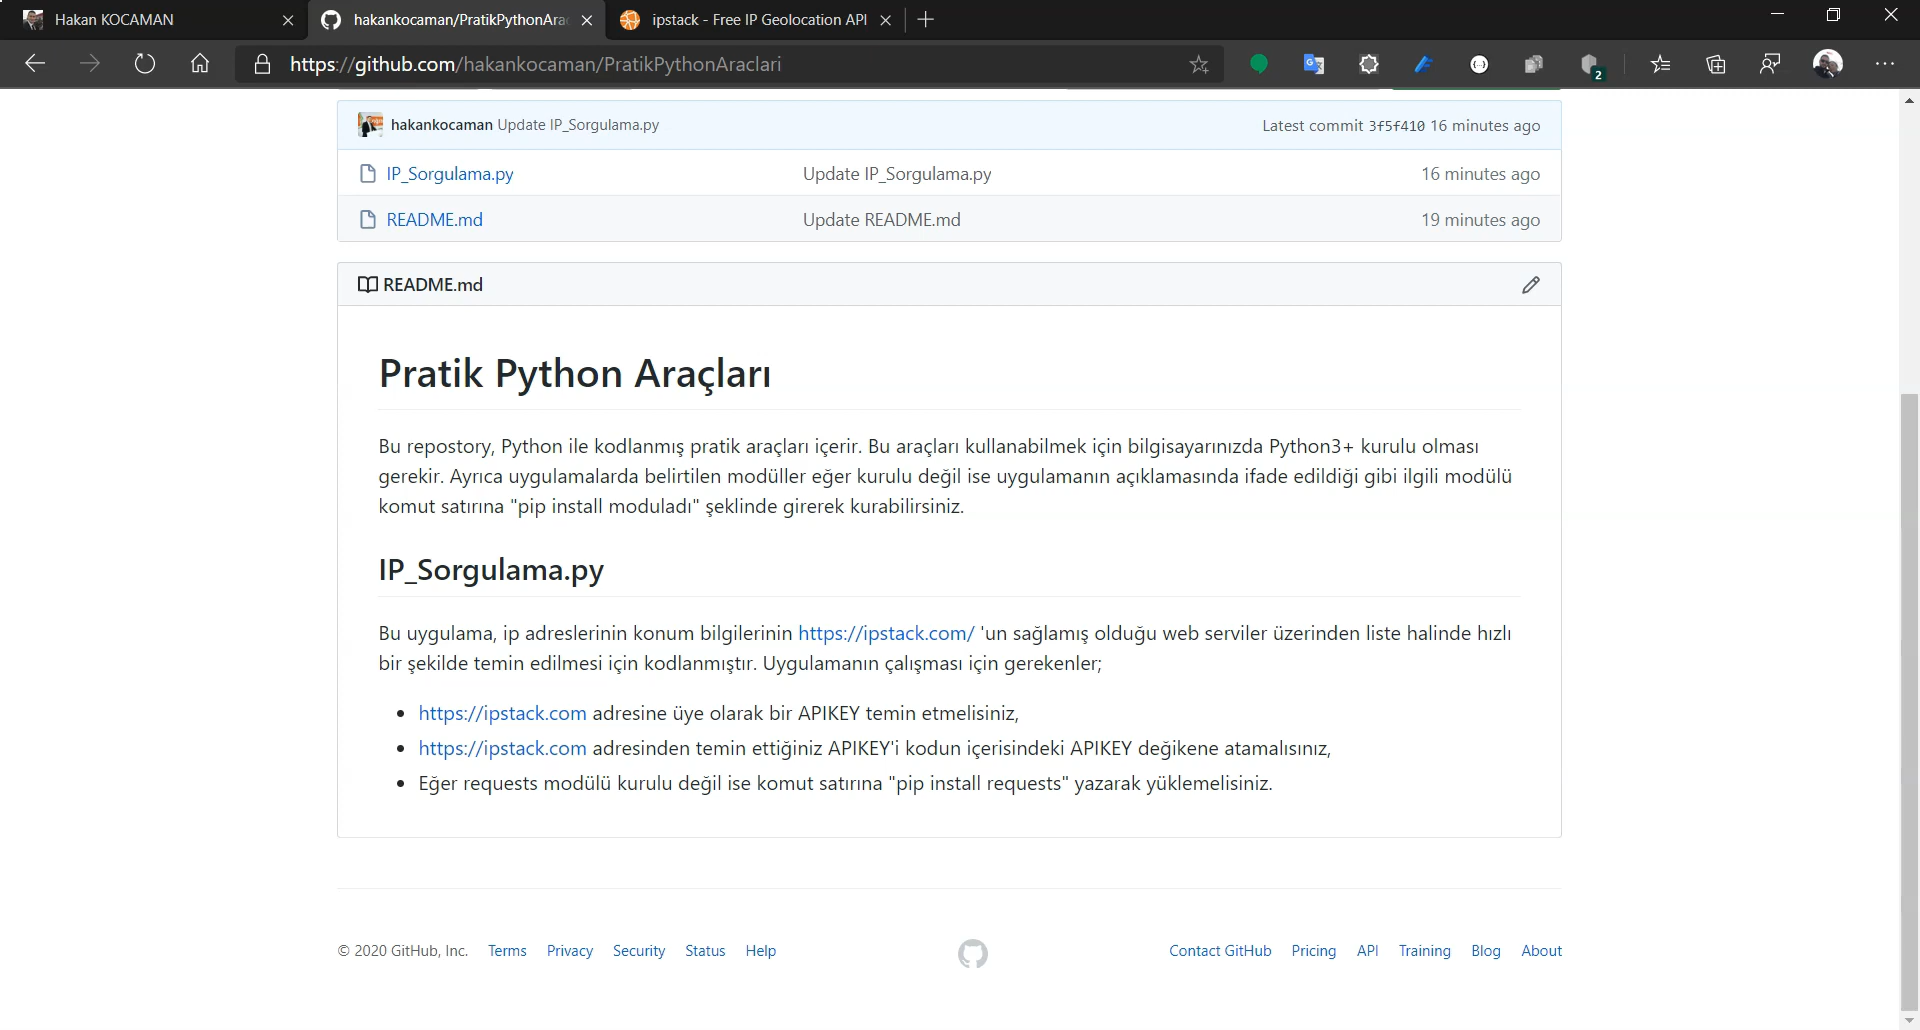 Hakan KOCAMAN
hakankocaman/PratikPythonArac
ipstack - Free IP Geolocation API
https://github.com/hakankocaman/PratikPythonAraclari
2
hakankocaman Update IP_Sorgulama.py
Latest commit 3f5f410 16 minutes ago
IP_Sorgulama.py Update IP_Sorgulama.py 16 minutes ago
README.md Update README.md 19 minutes ago
README.md
Pratik Python Araçları
Bu repostory, Python ile kodlanmış pratik araçları içerir. Bu araçları kullanabilmek için bilgisayarınızda Python3+ kurulu olması
gerekir. Ayrıca uygulamalarda belirtilen modüller eğer kurulu değil ise uygulamanın açıklamasında ifade edildiği gibi ilgili modülü
komut satırına "pip install moduladı" şeklinde girerek kurabilirsiniz.
IP_Sorgulama.py
Bu uygulama, ip adreslerinin konum bilgilerinin https://ipstack.com/ 'un sağlamış olduğu web serviler üzerinden liste halinde hızlı
bir şekilde temin edilmesi için kodlanmıştır. Uygulamanın çalışması için gerekenler;
• https://ipstack.com adresine üye olarak bir APIKEY temin etmelisiniz,
• https://ipstack.com adresinden temin ettiğiniz APIKEY'i kodun içerisindeki APIKEY değikene atamalısınız,
• Eğer requests modülü kurulu değil ise komut satırına "pip install requests" yazarak yüklemelisiniz.
© 2020 GitHub, Inc. Terms Privacy Security Status Help Contact GitHub Pricing API Training Blog About